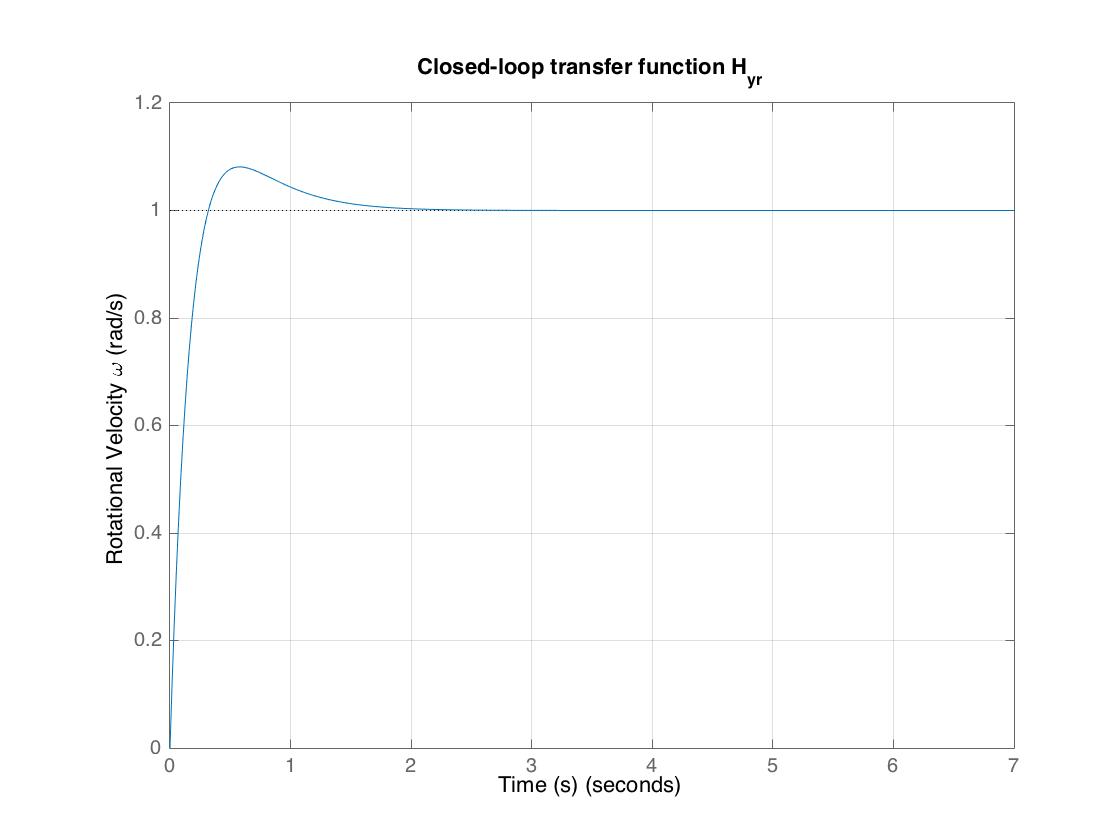 Closed-loop transfer function H_yr
1.2
1
0.8
0.6
0.4
0.2
0
Rotational Velocity ω (rad/s)
0 1 2 3 4 5 6 7
Time (s) (seconds)